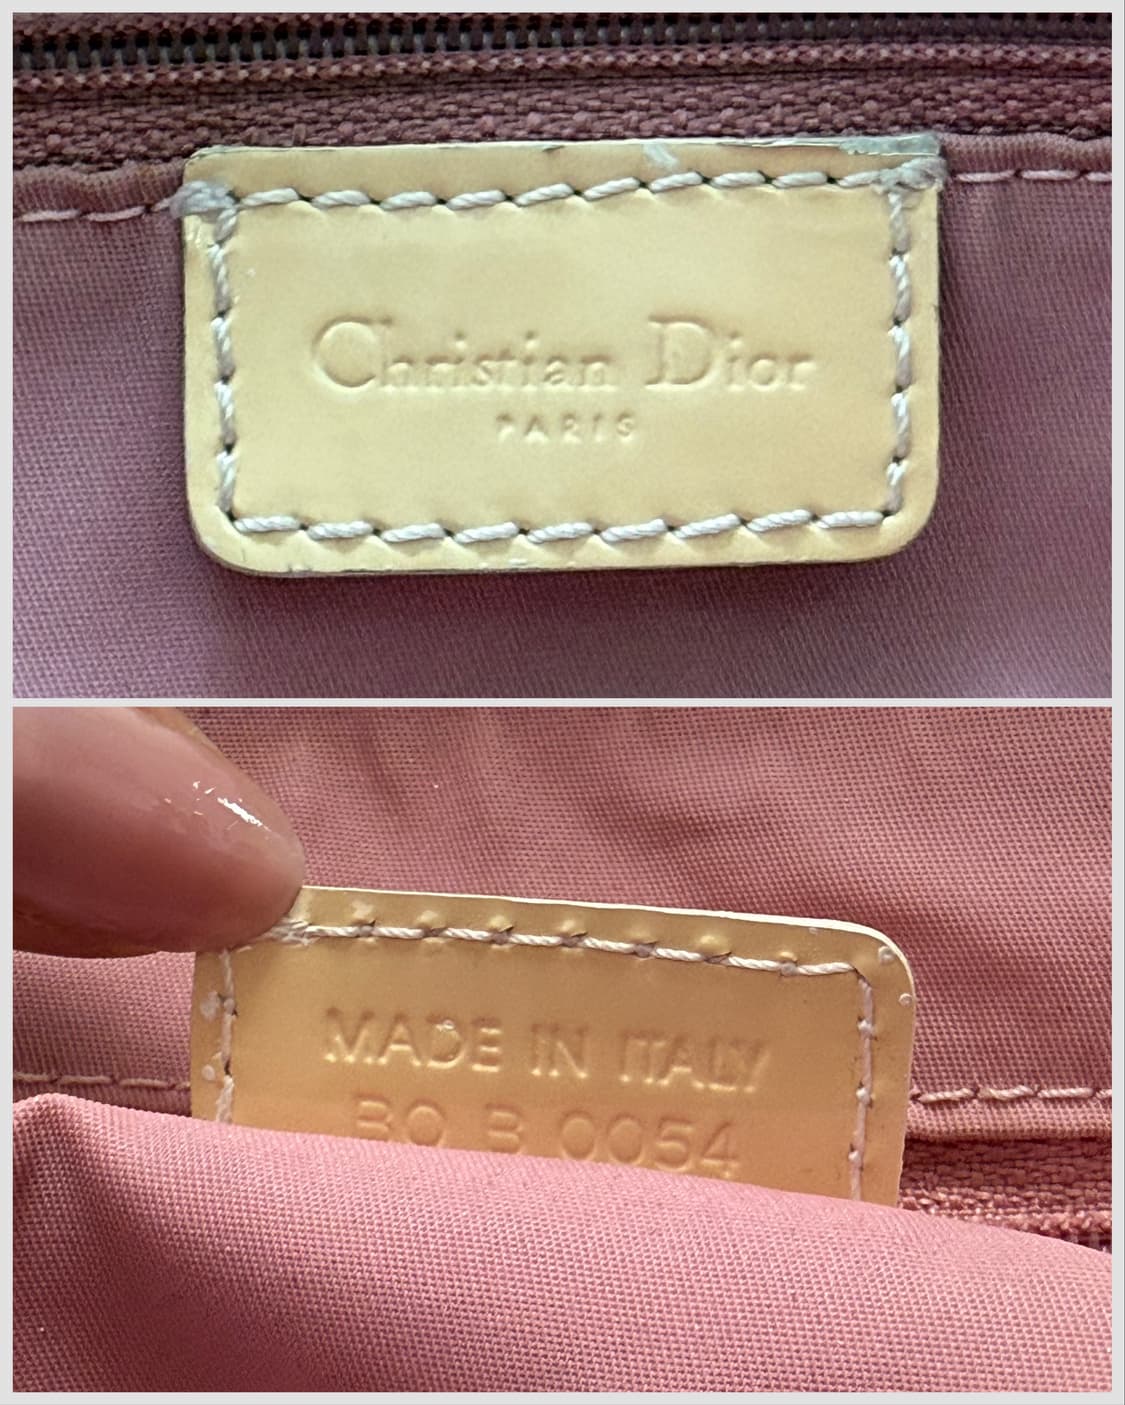 Christian Dior
PARIS
MADE IN ITALY
BO B 0054